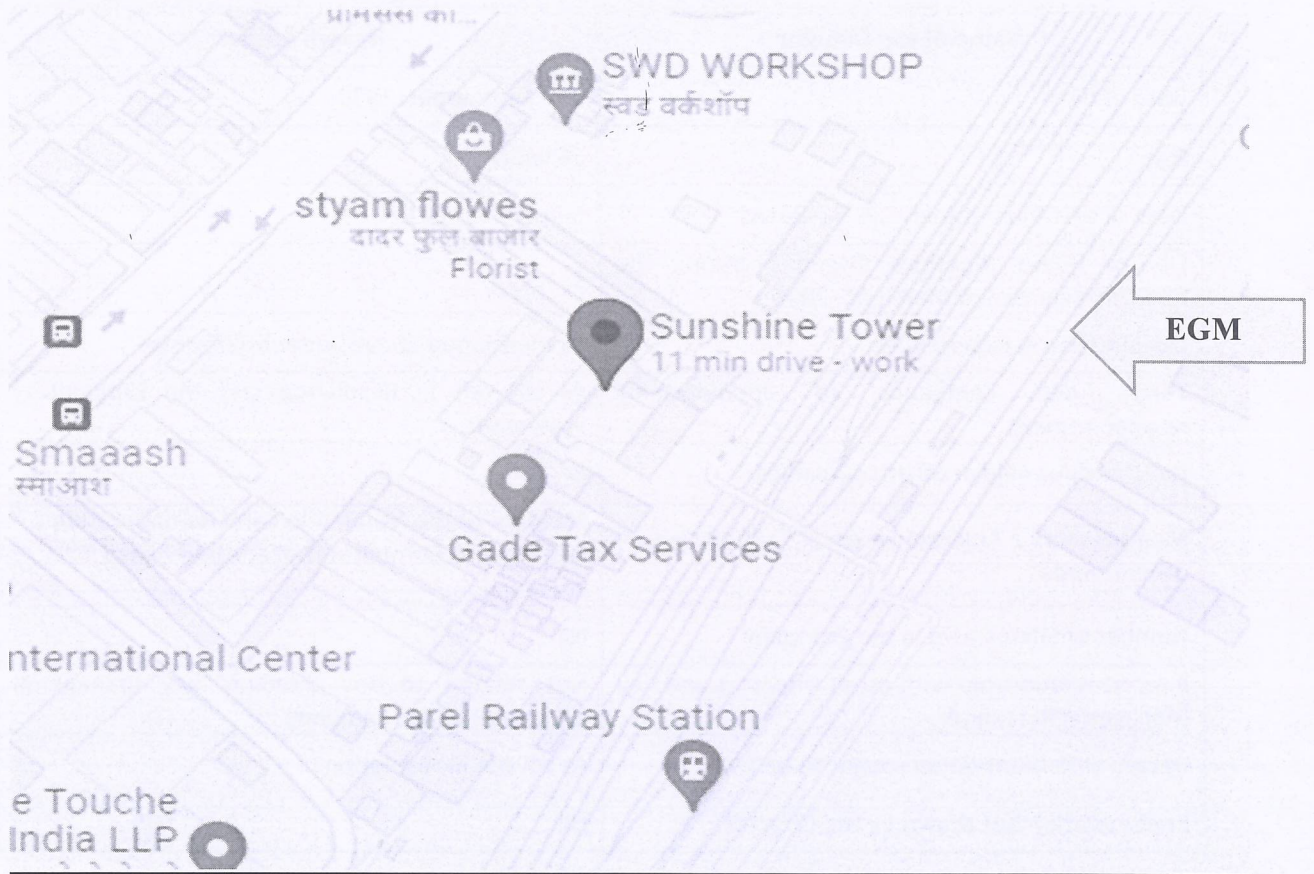 SWD WORKSHOP
स्वड वर्कशॉप
styam flowes
दादर फुल बाजार
Florist
Sunshine Tower
11 min drive - work
EGM
Smaaash
स्माआश
Gade Tax Services
nternational Center
Parel Railway Station
e Touche
India LLP